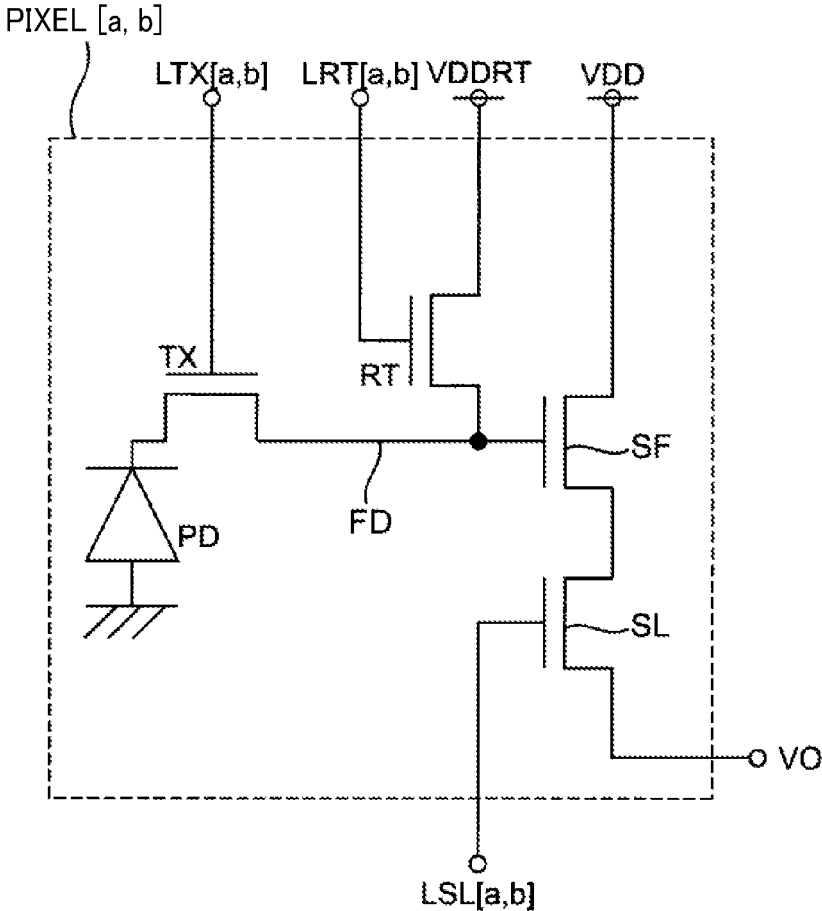 PIXEL [a, b]
LTX[a,b]
LRT[a,b]
VDDRT
VDD
TX
RT
SF
FD
PD
SL
VO
LSL[a,b]